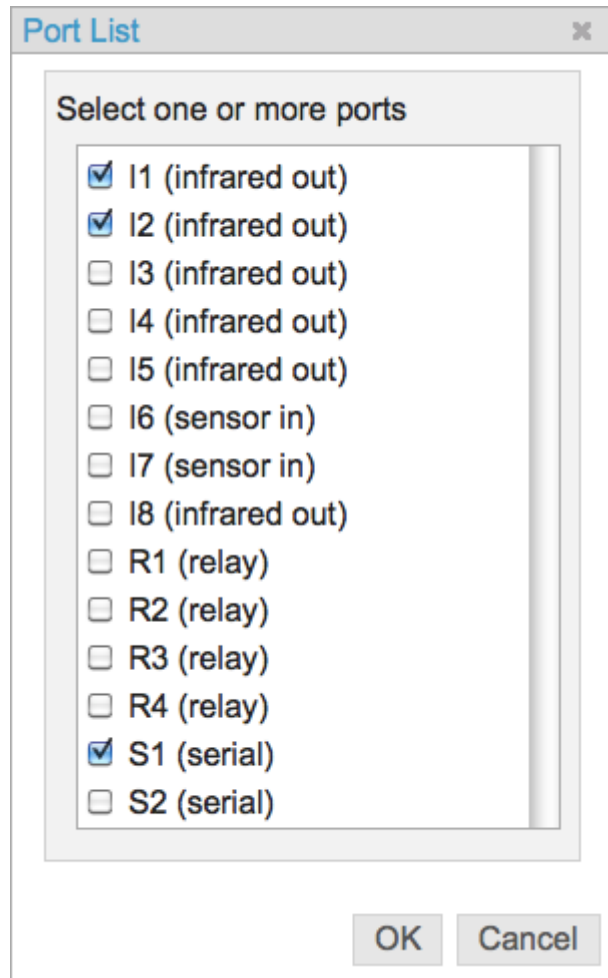 Port List
Select one or more ports
I1 (infrared out)
I2 (infrared out)
I3 (infrared out)
I4 (infrared out)
I5 (infrared out)
I6 (sensor in)
I7 (sensor in)
I8 (infrared out)
R1 (relay)
R2 (relay)
R3 (relay)
R4 (relay)
S1 (serial)
S2 (serial)
OK Cancel